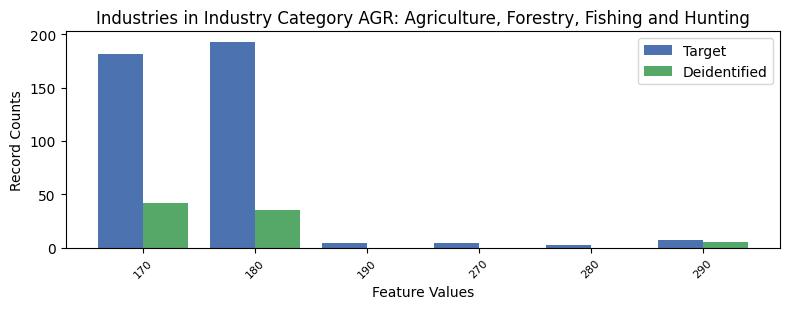 Industries in Industry Category AGR: Agriculture, Forestry, Fishing and Hunting
Target
Deidentified
Record Counts
200
150
100
50
0
170
180
190
270
280
290
Feature Values